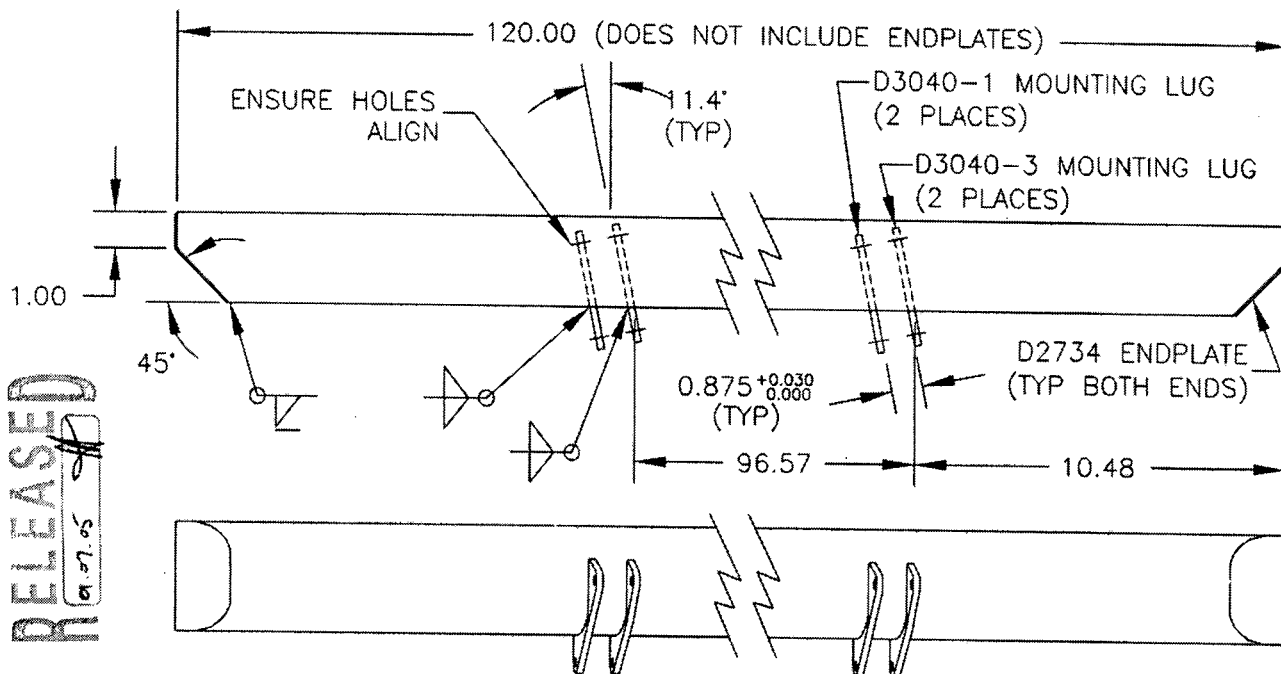 120.00 (DOES NOT INCLUDE ENDPLATES)
ENSURE HOLES
ALIGN
11.4°
(TYP)
D3040-1 MOUNTING LUG
(2 PLACES)
D3040-3 MOUNTING LUG
(2 PLACES)
1.00
45°
0.875 +0.030
0.000
(TYP)
D2734 ENDPLATE
(TYP BOTH ENDS)
96.57
10.48
RELEASED